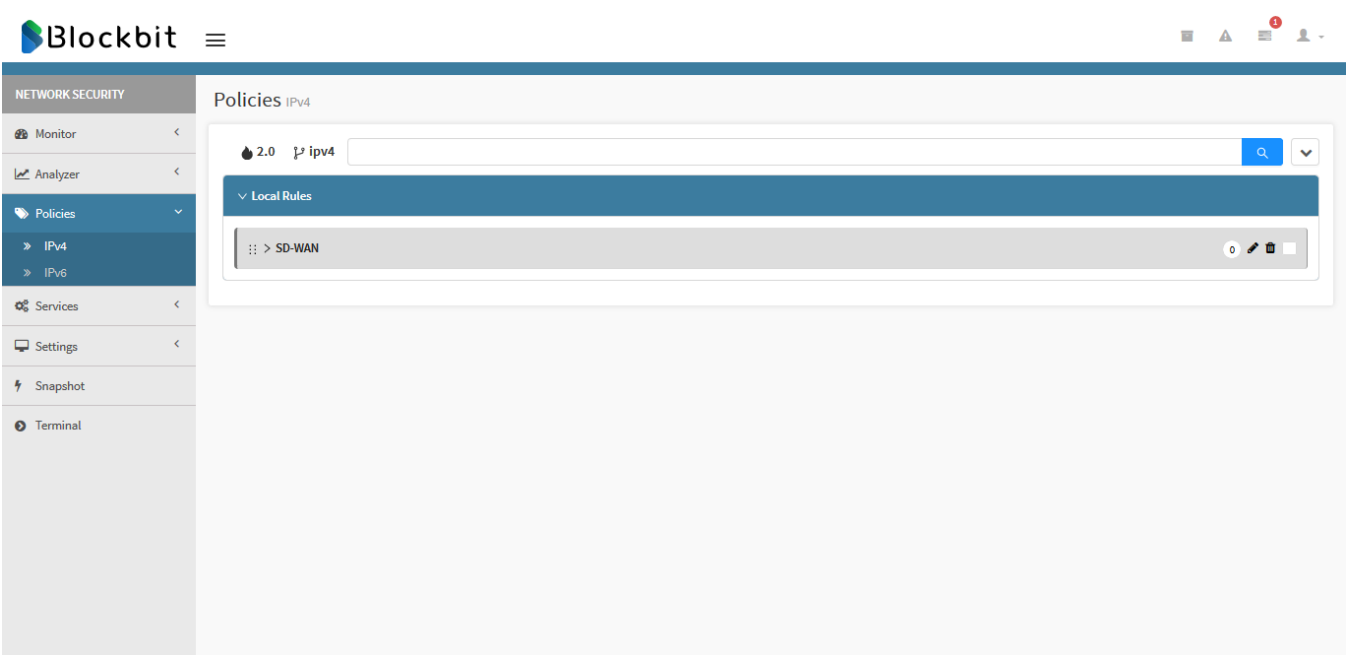 Blockbit
1
NETWORK SECURITY
Monitor
Analyzer
Policies
IPv4
IPv6
Services
Settings
Snapshot
Terminal
Policies IPv4
2.0 ipv4
Local Rules
SD-WAN
0